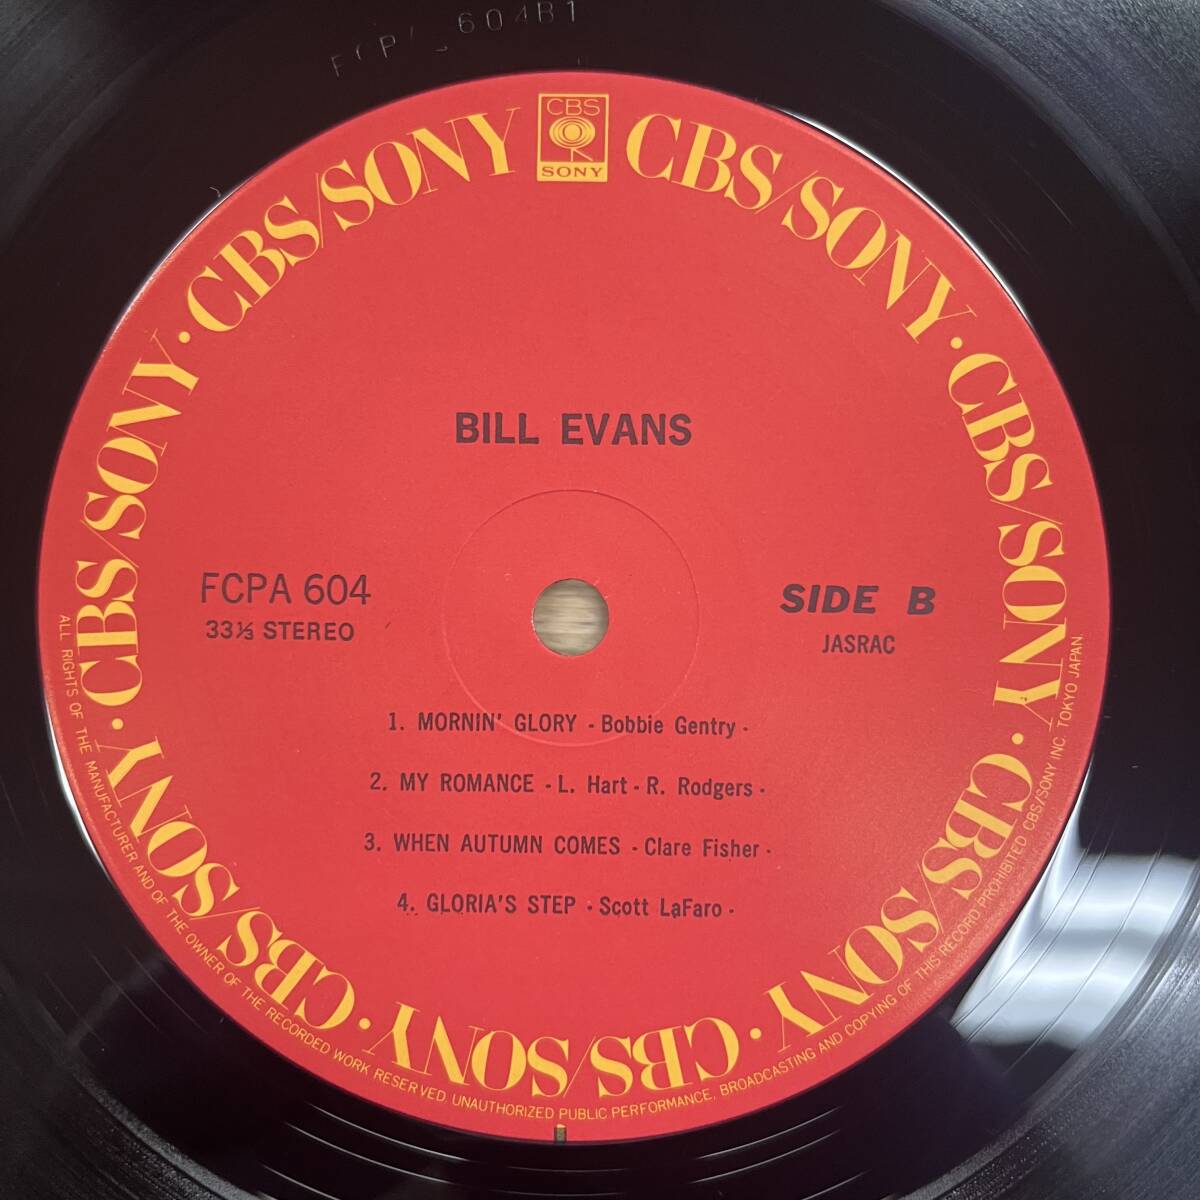 604B1
CBS
SONY
CBS/SONY · CBS/SONY · CBS/SONY · CBS/SONY · CBS/SONY · CBS/SONY · CBS/SONY · CBS/SONY
BILL EVANS
FCPA 604
33⅓ STEREO
SIDE B
JASRAC
1. MORNIN' GLORY - Bobbie Gentry -
2. MY ROMANCE - L. Hart - R. Rodgers -
3. WHEN AUTUMN COMES - Clare Fisher -
4. GLORIA'S STEP - Scott LaFaro -
ALL RIGHTS OF THE MANUFACTURER AND OF THE OWNER OF THE RECORDED WORK RESERVED. UNAUTHORIZED PUBLIC PERFORMANCE, BROADCASTING AND COPYING OF THIS RECORD PROHIBITED CBS/SONY INC. TOKYO JAPAN.